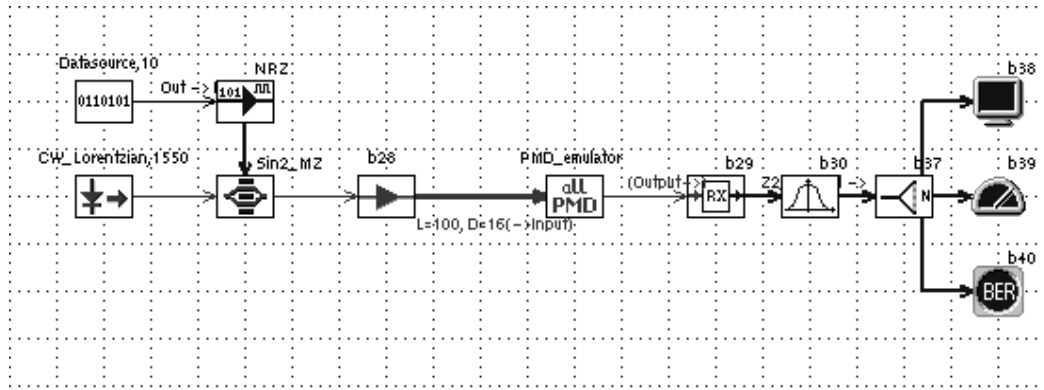 Datasource,10
NRZ
Out ->
101
0110101
b38
CW_Lorentzian,1550
Sin2_MZ
b28
PMD_emulator
b29
b30
b37
b39
all
PMD
(Output->)
RX
Z2
->
N
L=100, D=16(->Input)
b40
BER